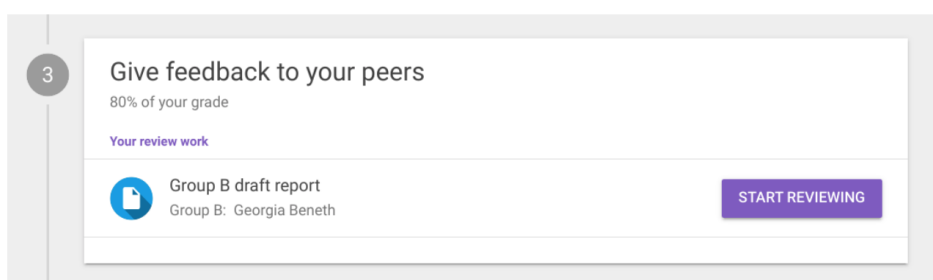 3
Give feedback to your peers
80% of your grade
Your review work
Group B draft report
Group B: Georgia Beneth
START REVIEWING